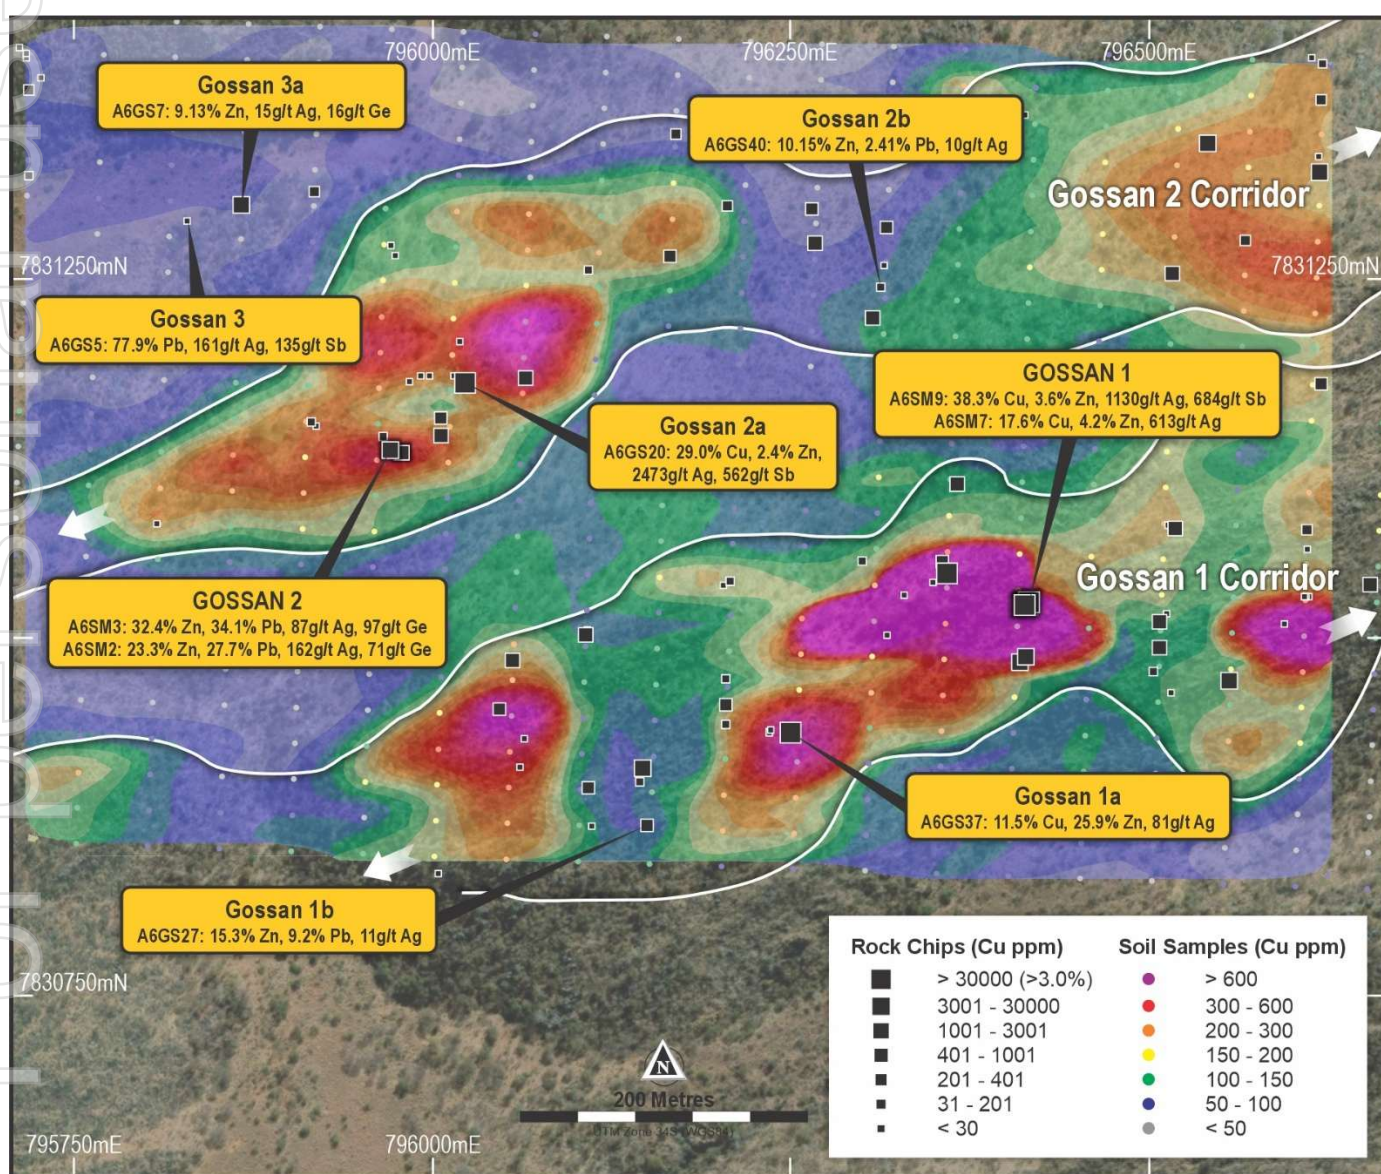 796000mE
796250mE
796500mE
Gossan 3a
A6GS7: 9.13% Zn, 15g/t Ag, 16g/t Ge
Gossan 2b
A6GS40: 10.15% Zn, 2.41% Pb, 10g/t Ag
Gossan 2 Corridor
7831250mN
7831250mN
Gossan 3
A6GS5: 77.9% Pb, 161g/t Ag, 135g/t Sb
GOSSAN 1
A6SM9: 38.3% Cu, 3.6% Zn, 1130g/t Ag, 684g/t Sb
A6SM7: 17.6% Cu, 4.2% Zn, 613g/t Ag
Gossan 2a
A6GS20: 29.0% Cu, 2.4% Zn,
2473g/t Ag, 562g/t Sb
GOSSAN 2
A6SM3: 32.4% Zn, 34.1% Pb, 87g/t Ag, 97g/t Ge
A6SM2: 23.3% Zn, 27.7% Pb, 162g/t Ag, 71g/t Ge
Gossan 1 Corridor
Gossan 1a
A6GS37: 11.5% Cu, 25.9% Zn, 81g/t Ag
Gossan 1b
A6GS27: 15.3% Zn, 9.2% Pb, 11g/t Ag
7830750mN
Rock Chips (Cu ppm)
> 30000 (>3.0%)
3001 - 30000
1001 - 3001
401 - 1001
201 - 401
31 - 201
< 30
Soil Samples (Cu ppm)
> 600
300 - 600
200 - 300
150 - 200
100 - 150
50 - 100
< 50
N
200 Metres
UTM Zone 34S (WGS84)
795750mE
796000mE